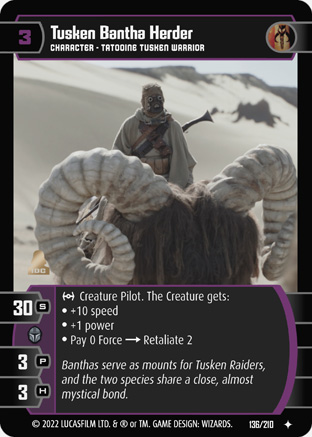 3 Tusken Bantha Herder
CHARACTER - TATOOINE TUSKEN WARRIOR
Creature Pilot. The Creature gets:
• +10 speed
30 S
• +1 power
• Pay 0 Force → Retaliate 2
3 P
Banthas serve as mounts for Tusken Raiders,
and the two species share a close, almost
3 H
mystical bond.
© 2022 LUCASFILM LTD. & ® or TM. GAME DESIGN: WIZARDS. 136/210